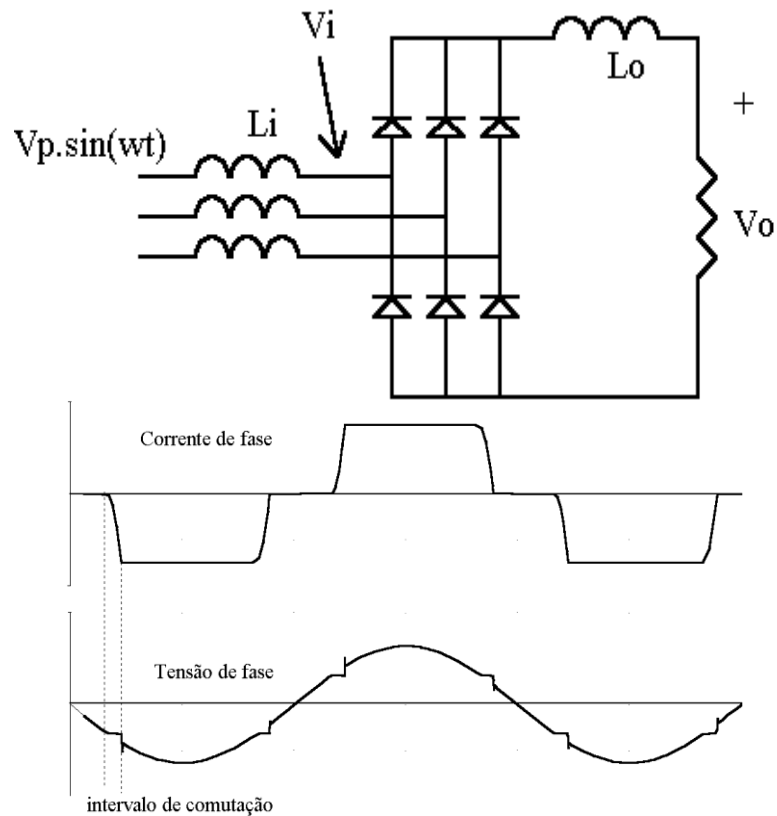 Vi
Lo
Li
+
Vp.sin(wt)
Vo
Corrente de fase
Tensão de fase
intervalo de comutação